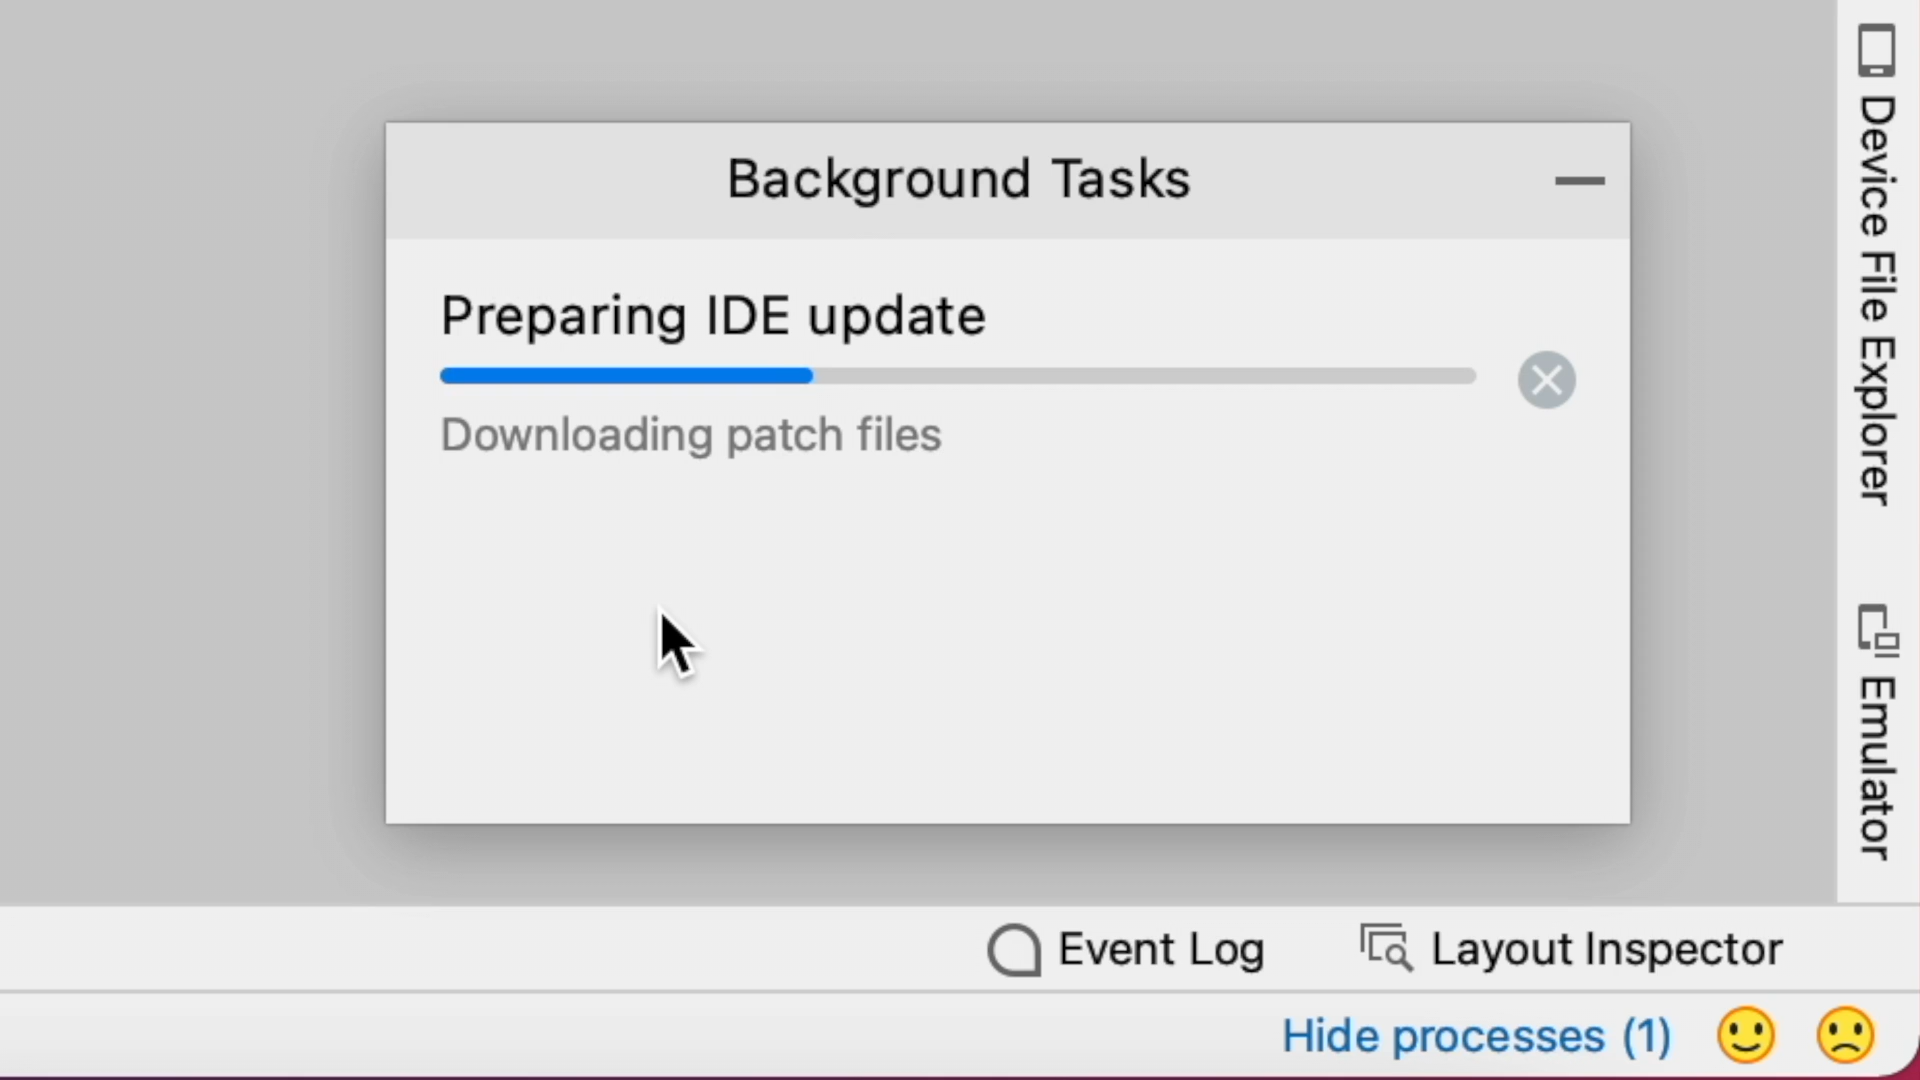 Background Tasks
Preparing IDE update
Downloading patch files
Device File Explorer
Emulator
Event Log
Layout Inspector
Hide processes (1)